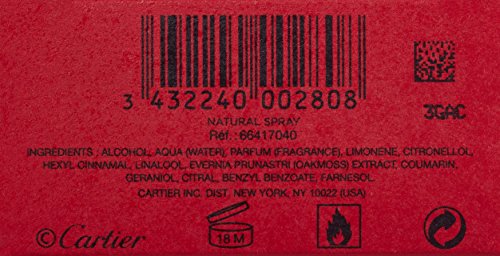 3 432240 002808
3GAC
NATURAL SPRAY
Réf.: 66417040
INGREDIENTS : ALCOHOL, AQUA (WATER), PARFUM (FRAGRANCE), LIMONENE, CITRONELLOL,
HEXYL CINNAMAL, LINALOOL, EVERNIA PRUNASTRI (OAKMOSS) EXTRACT, COUMARIN,
GERANIOL, CITRAL, BENZYL BENZOATE, FARNESOL.
CARTIER INC. DIST. NEW YORK, NY 10022 (USA)
©Cartier
18 M